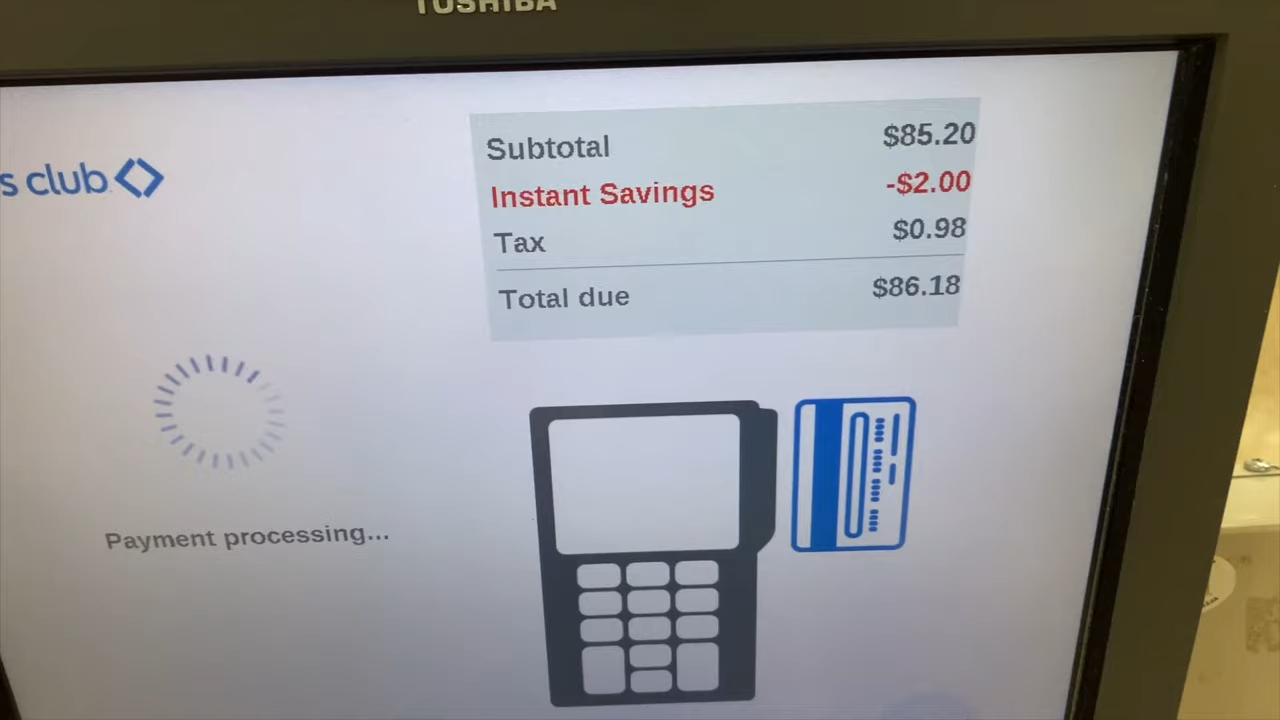 TOSHIBA
s club
Subtotal $85.20
Instant Savings -$2.00
Tax $0.98
Total due $86.18
Payment processing...